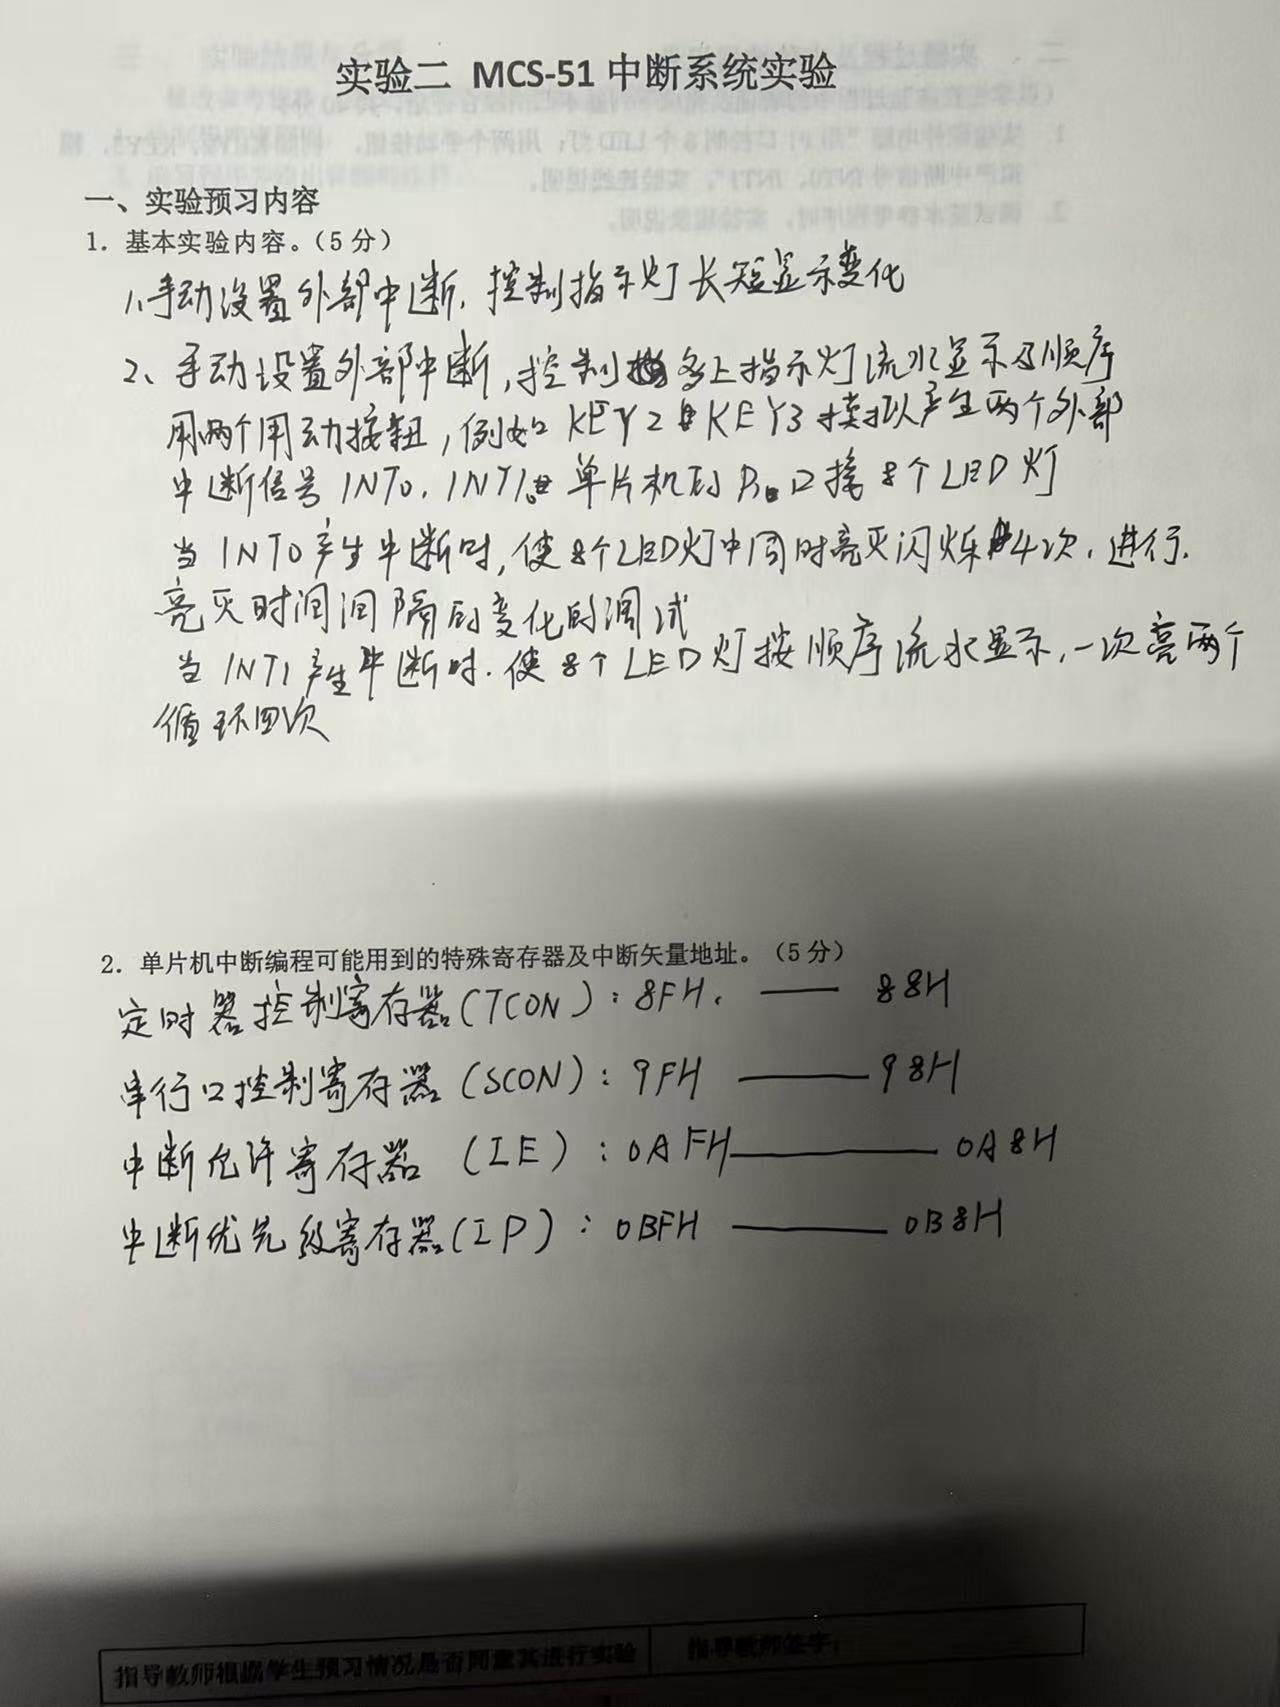 实验二 MCS-51 中断系统实验
一、实验预习内容
1. 基本实验内容。（5 分）
1、手动设置外部中断，控制指示灯长短显示变化
2、手动设置外部中断，控制多上指示灯流水显示及顺序
用两个用动按钮，例如 KEY2 KEY3 模拟产生两个外部
中断信号 INT0，INT1。单片机的 口接8个LED灯
当 INT0产生中断时，使8个LED灯中同时亮灭闪烁4次，进行.
亮灭时间间隔的变化的调试
当 INT1产生中断时.使8个LED灯按顺序流水显示，一次亮两个
循环四次
2. 单片机中断编程可能用到的特殊寄存器及中断矢量地址。（5 分）
定时器控制寄存器(TCON)：8FH. —— 88H
串行口控制寄存器(SCON)：9FH —— 98H
中断允许寄存器 (IE)：0AFH —— 0A8H
中断优先级寄存器(IP)：0BFH —— 0B8H
指导教师根据学生预习情况是否同意其进行实验 指导教师签字：